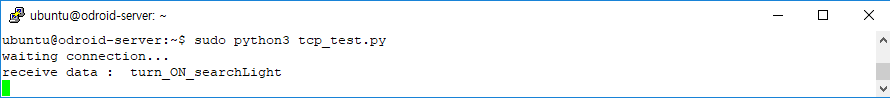 ubuntu@odroid-server: ~
ubuntu@odroid-server:~$ sudo python3 tcp_test.py
waiting connection...
receive data :  turn_ON_searchLight